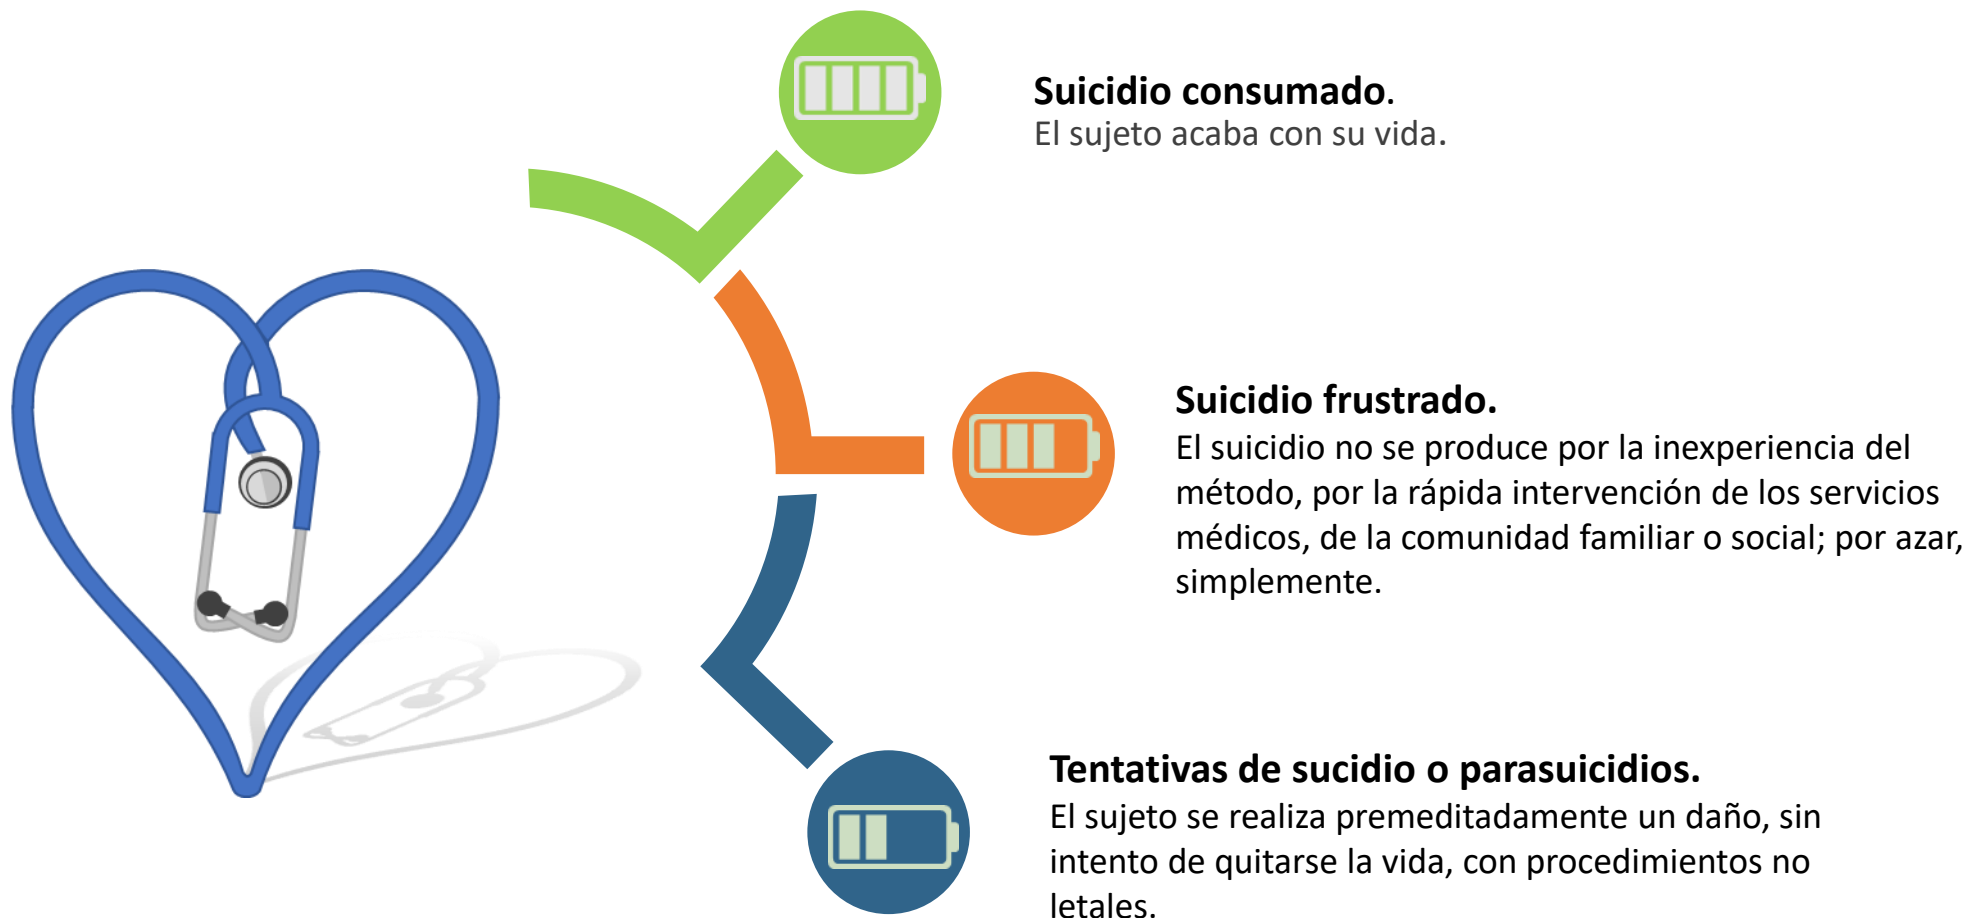 Suicidio consumado.
El sujeto acaba con su vida.
Suicidio frustrado.
El suicidio no se produce por la inexperiencia del
método, por la rápida intervención de los servicios
médicos, de la comunidad familiar o social; por azar,
simplemente.
Tentativas de sucidio o parasuicidios.
El sujeto se realiza premeditadamente un daño, sin
intento de quitarse la vida, con procedimientos no
letales.